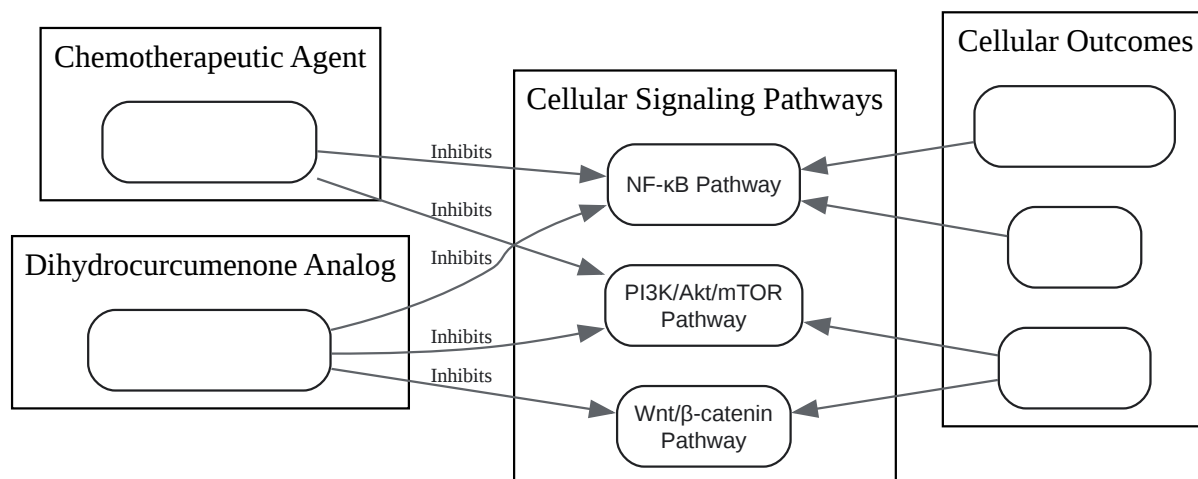 Chemotherapeutic Agent
Dihydrocurcumenone Analog
Inhibits
Inhibits
Inhibits
Inhibits
Inhibits
Cellular Signaling Pathways
NF-κB Pathway
PI3K/Akt/mTOR
Pathway
Wnt/β-catenin
Pathway
Cellular Outcomes